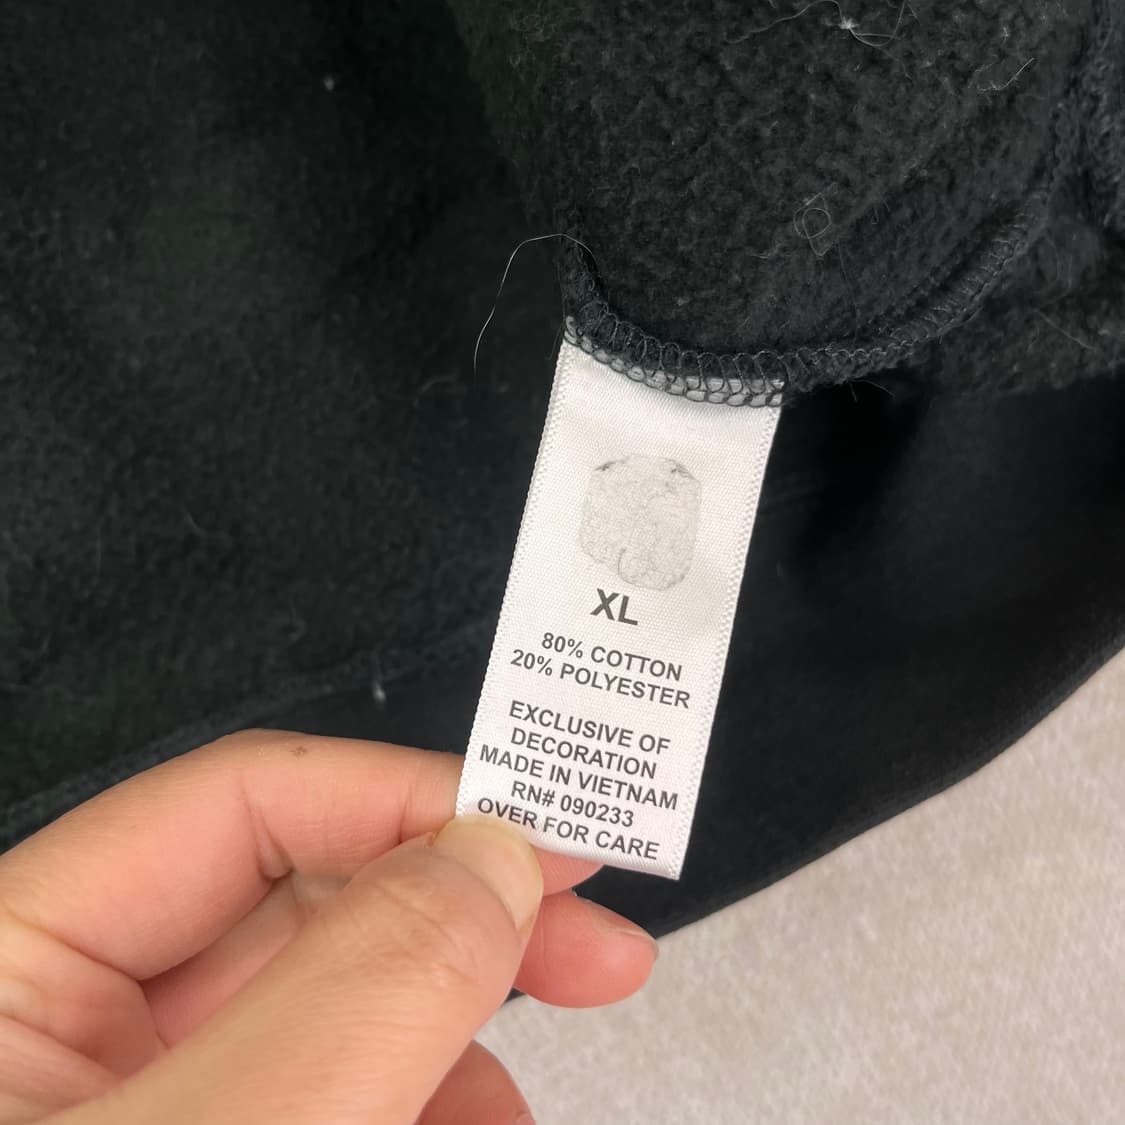 XL
80% COTTON
20% POLYESTER
EXCLUSIVE OF
DECORATION
MADE IN VIETNAM
RN# 090233
OVER FOR CARE